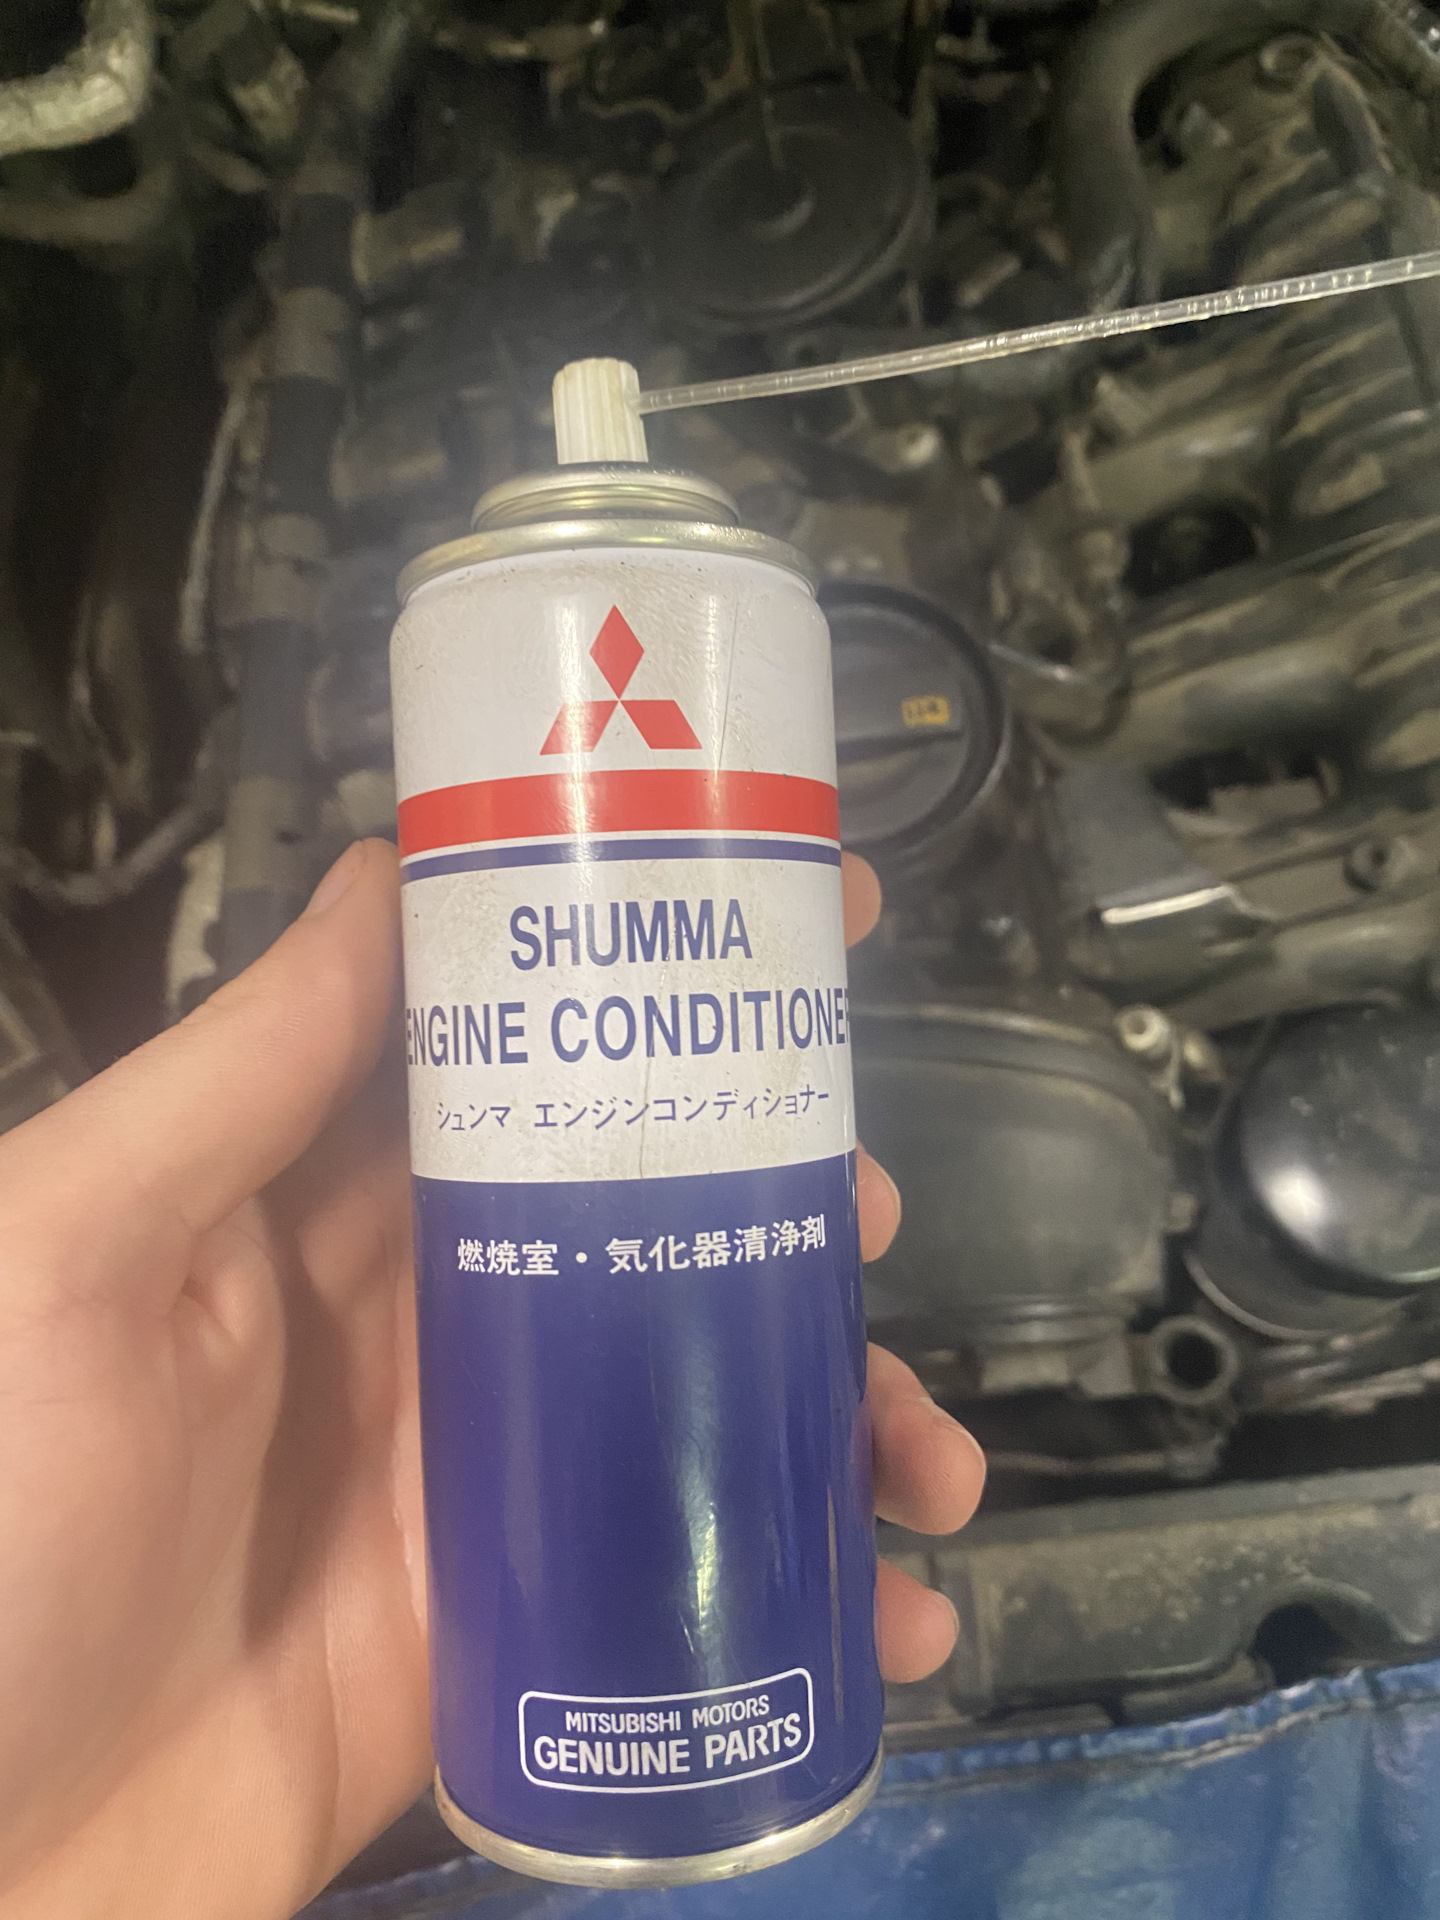 SHUMMA
ENGINE CONDITIONER
シュンマ エンジンコンディショナー
燃焼室・気化器清浄剤
MITSUBISHI MOTORS
GENUINE PARTS